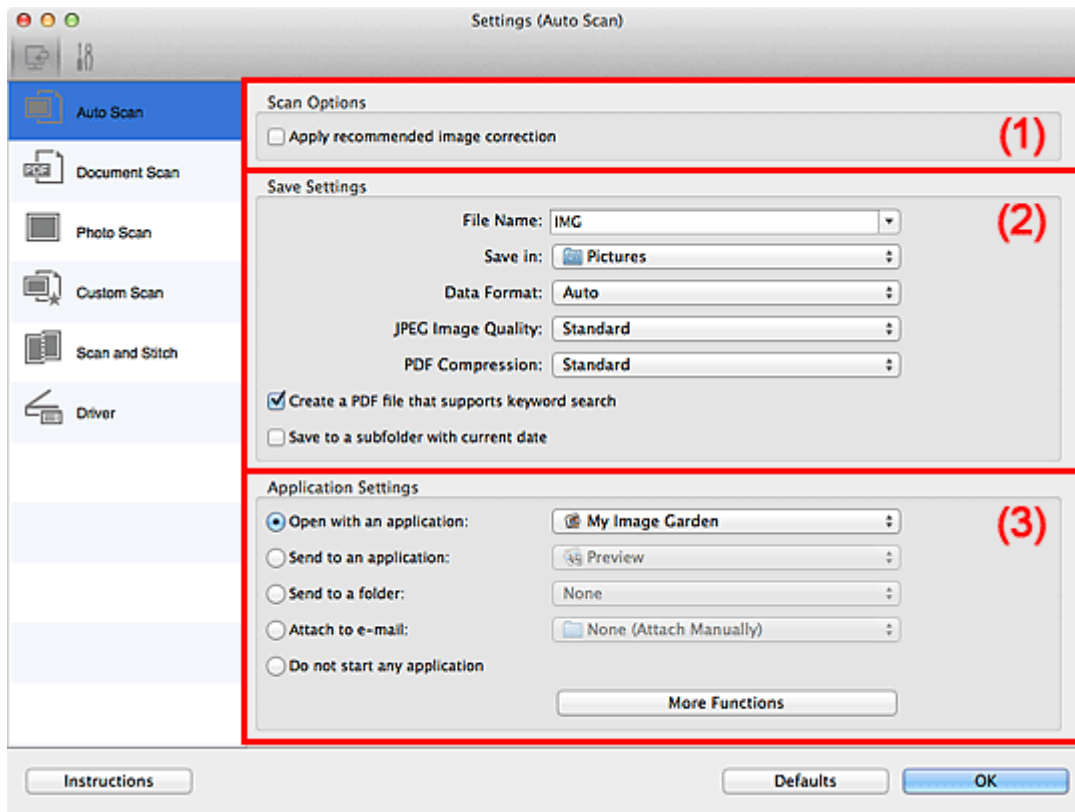 Settings (Auto Scan)
Auto Scan
Document Scan
Photo Scan
Custom Scan
Scan and Stitch
Driver
Scan Options
Apply recommended image correction
(1)
Save Settings
(2)
File Name: IMG
Save in: Pictures
Data Format: Auto
JPEG Image Quality: Standard
PDF Compression: Standard
Create a PDF file that supports keyword search
Save to a subfolder with current date
Application Settings
(3)
Open with an application: My Image Garden
Send to an application: Preview
Send to a folder: None
Attach to e-mail: None (Attach Manually)
Do not start any application
More Functions
Instructions
Defaults
OK
PDF